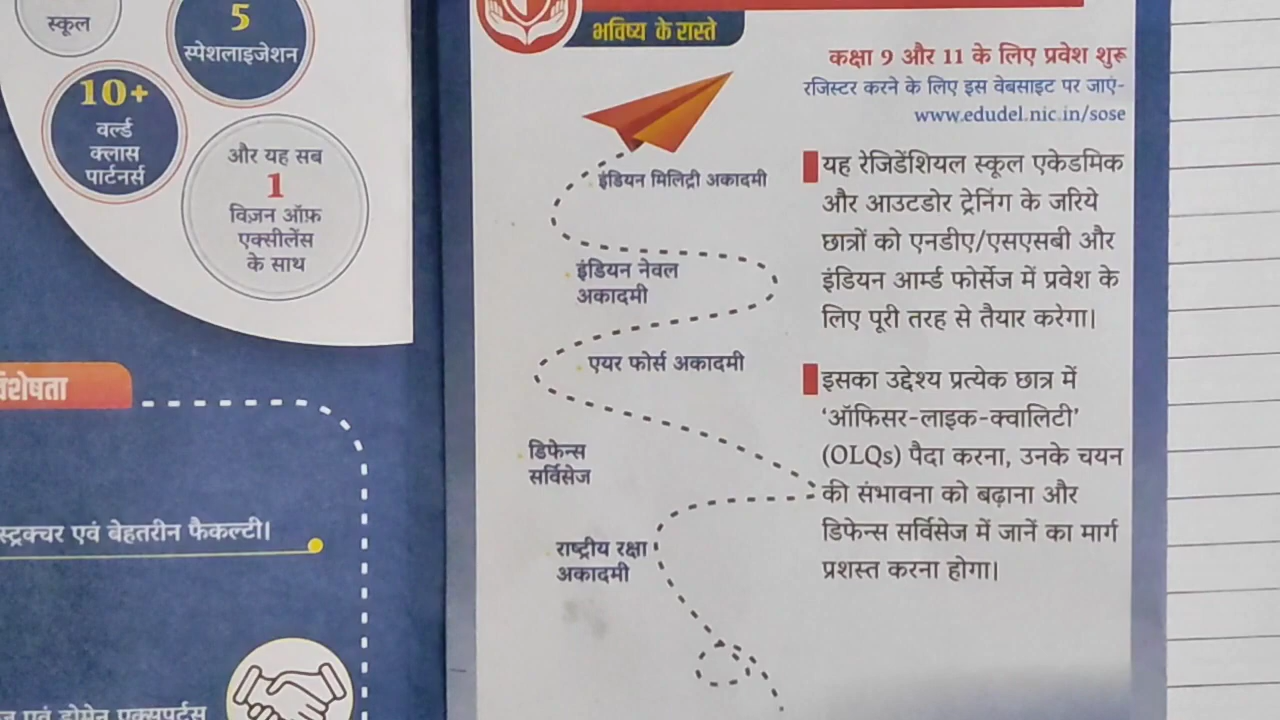 स्कूल
5
स्पेशलाइजेशन
10+
वर्ल्ड
क्लास
पार्टनर्स
और यह सब
1
विज़न ऑफ़
एक्सीलेंस
के साथ
स्ट्रक्चर एवं बेहतरीन फैकल्टी।
भविष्य के रास्ते
इंडियन मिलिट्री अकादमी
इंडियन नेवल
अकादमी
एयर फोर्स अकादमी
डिफेन्स
सर्विसेज
राष्ट्रीय रक्षा
अकादमी
कक्षा 9 और 11 के लिए प्रवेश शुरू
रजिस्टर करने के लिए इस वेबसाइट पर जाएं-
www.edudel.nic.in/sose
यह रेजिडेंशियल स्कूल एकेडमिक
और आउटडोर ट्रेनिंग के जरिये
छात्रों को एनडीए/एसएसबी और
इंडियन आर्म्ड फोर्सेज में प्रवेश के
लिए पूरी तरह से तैयार करेगा।
इसका उद्देश्य प्रत्येक छात्र में
‘ऑफिसर-लाइक-क्वालिटी’
(OLQs) पैदा करना, उनके चयन
की संभावना को बढ़ाना और
डिफेन्स सर्विसेज में जानें का मार्ग
प्रशस्त करना होगा।